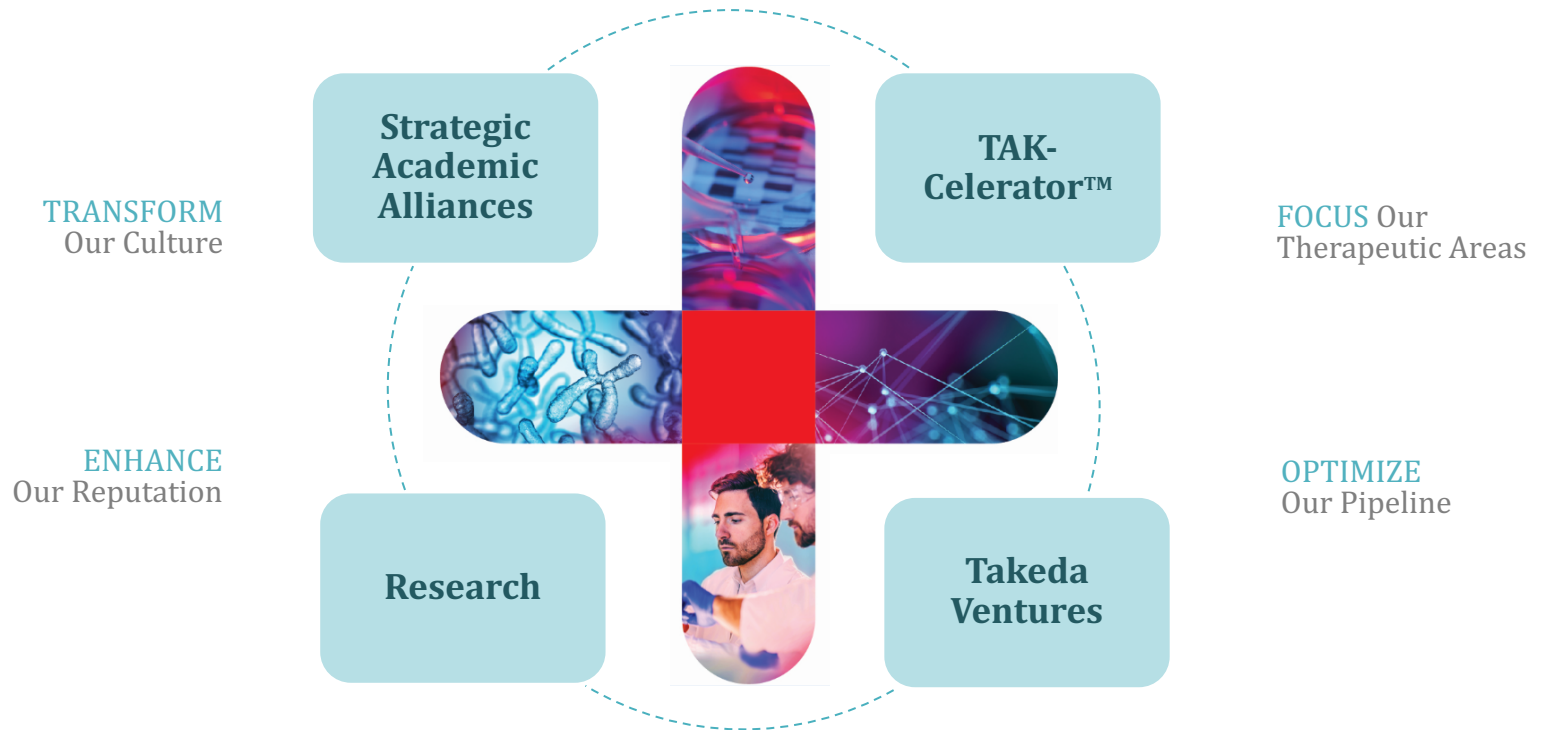 Strategic
Academic
Alliances
TAK-
Celerator™
TRANSFORM
Our Culture
FOCUS Our
Therapeutic Areas
ENHANCE
Our Reputation
OPTIMIZE
Our Pipeline
Research
Takeda
Ventures